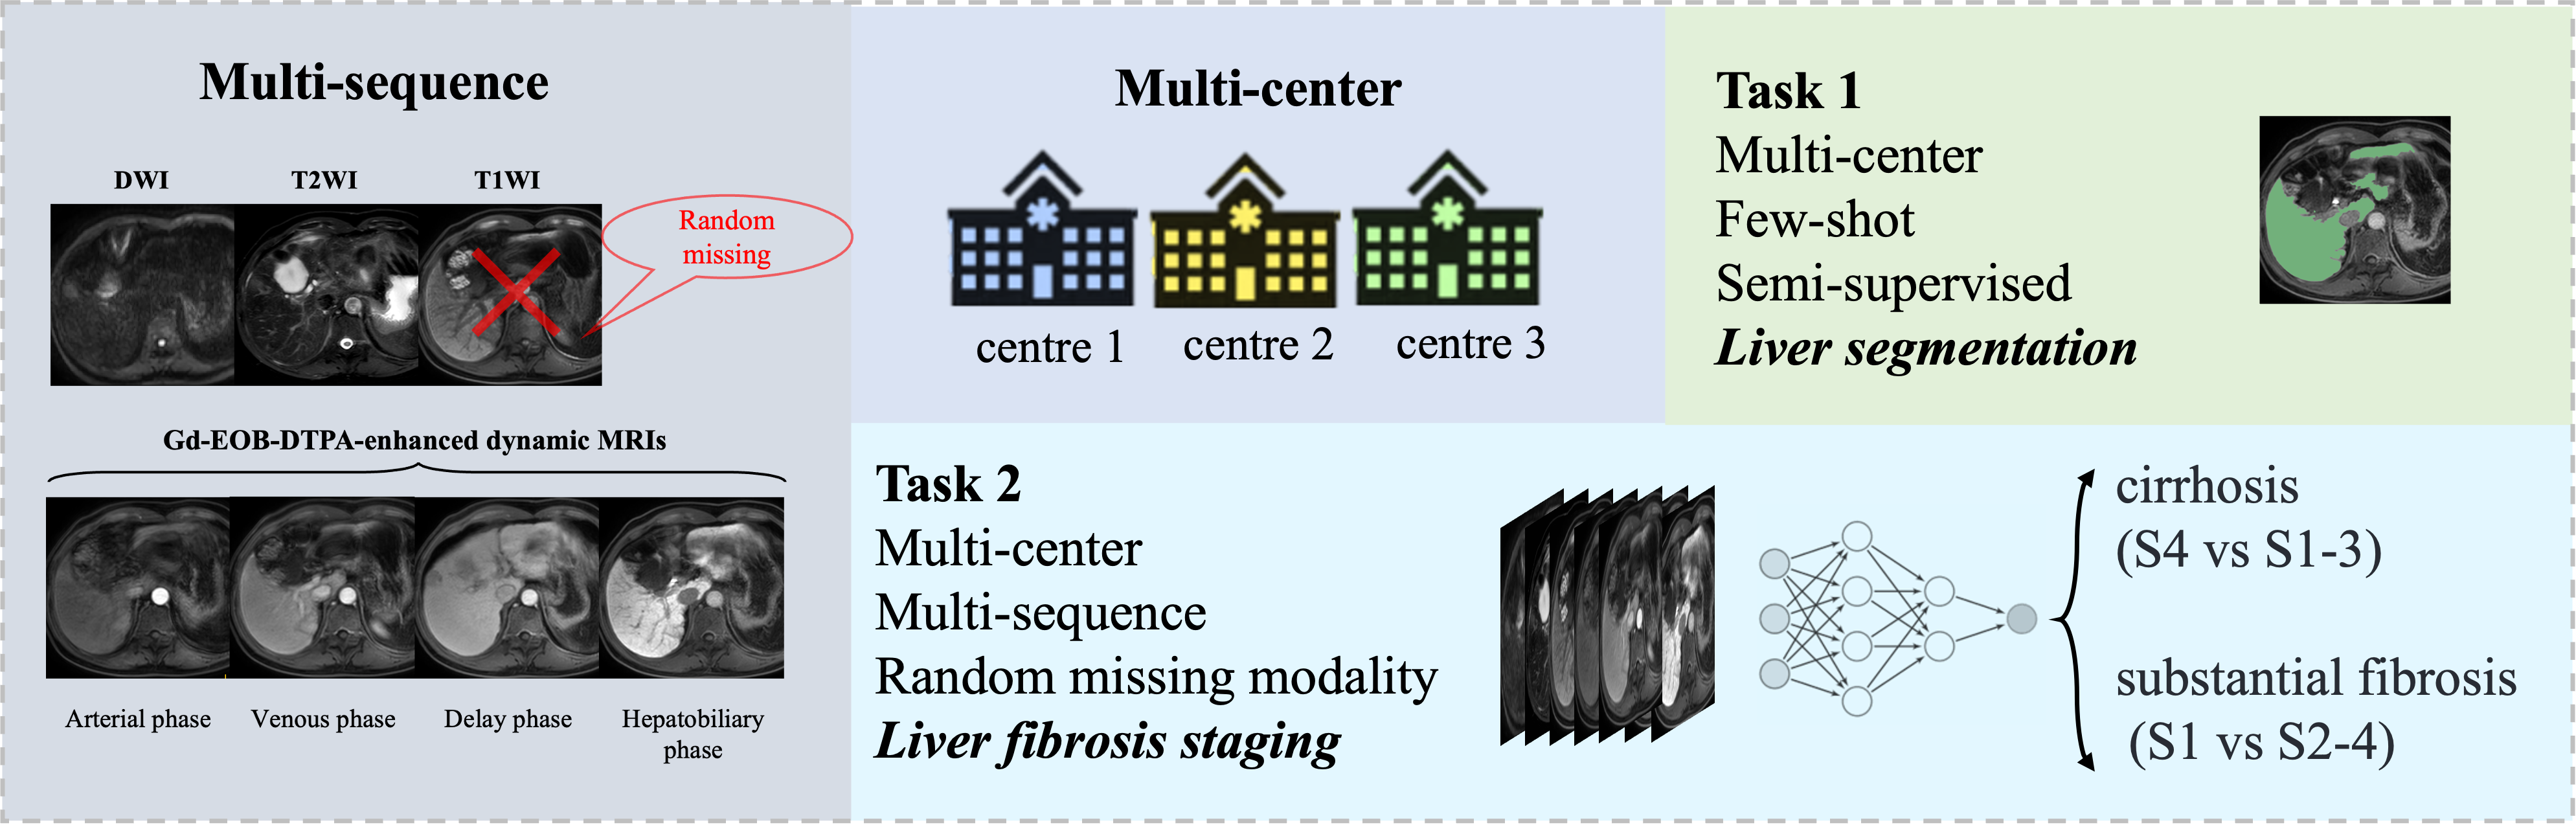 Multi-sequence
DWI
T2WI
T1WI
Random
missing
Gd-EOB-DTPA-enhanced dynamic MRIs
Arterial phase
Venous phase
Delay phase
Hepatobiliary
phase
Multi-center
centre 1
centre 2
centre 3
Task 1
Multi-center
Few-shot
Semi-supervised
Liver segmentation
Task 2
Multi-center
Multi-sequence
Random missing modality
Liver fibrosis staging
cirrhosis
(S4 vs S1-3)
substantial fibrosis
(S1 vs S2-4)